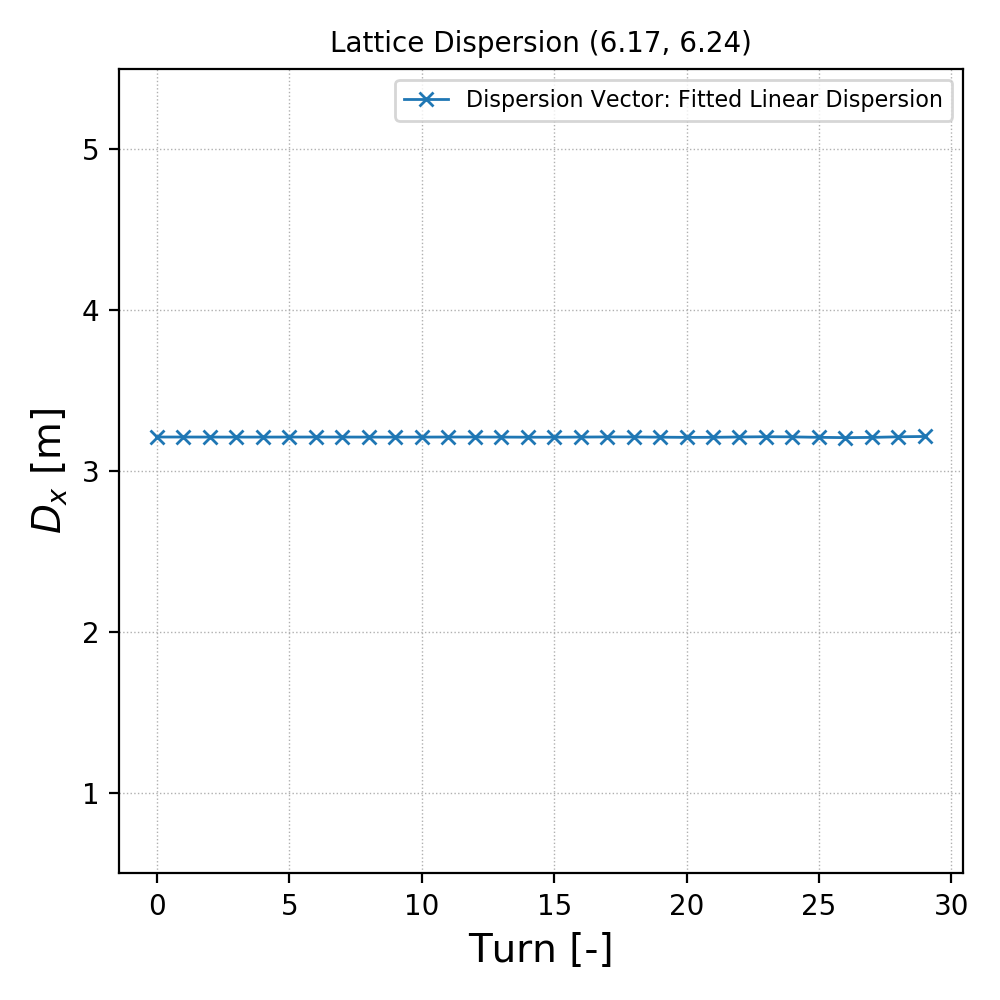 Lattice Dispersion (6.17, 6.24)
Dispersion Vector: Fitted Linear Dispersion
5
4
3
2
1
D_x [m]
0 5 10 15 20 25 30
Turn [-]